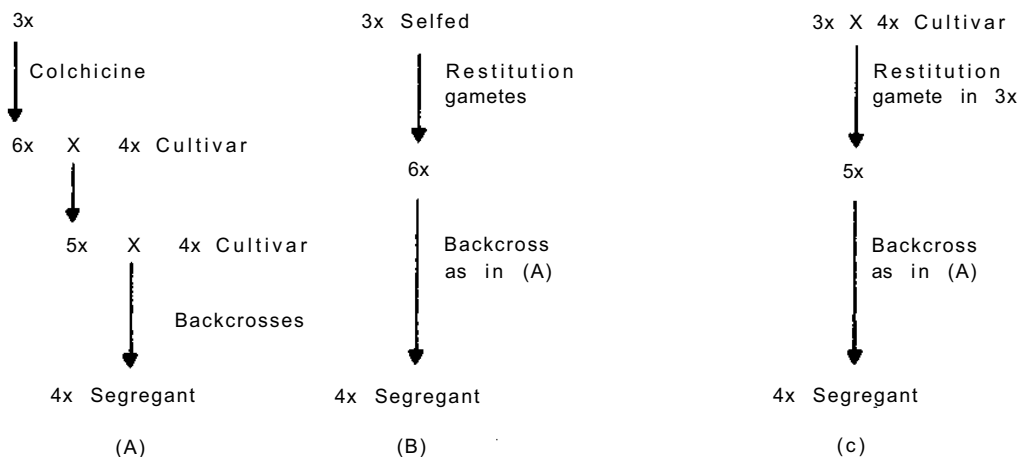 3x
Colchicine
6x X 4x Cultivar
5x X 4x Cultivar
Backcrosses
4x Segregant
(A)
3x Selfed
Restitution
gametes
6x
Backcross
as in (A)
4x Segregant
(B)
3x X 4x Cultivar
Restitution
gamete in 3x
5x
Backcross
as in (A)
4x Segregant
(c)